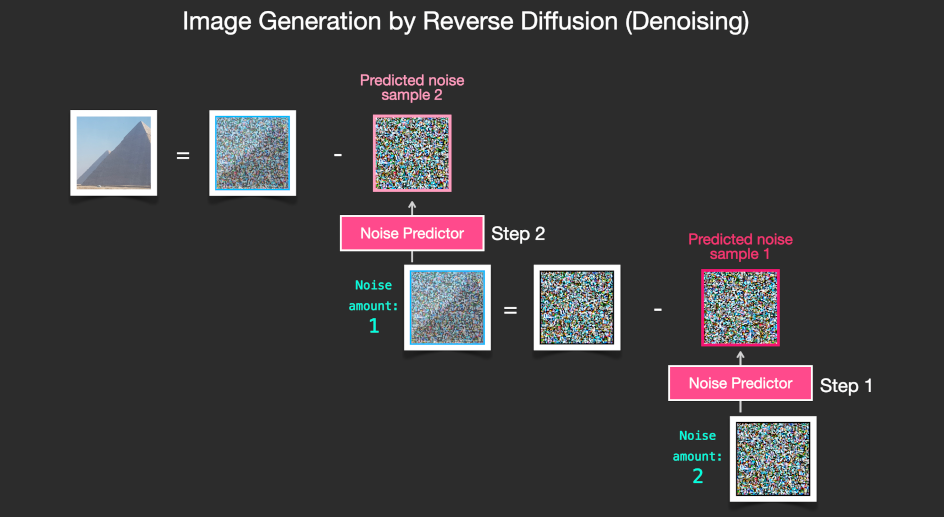 Image Generation by Reverse Diffusion (Denoising)
Predicted noise
sample 2
=
-
Noise Predictor
Step 2
Noise
amount:
1
=
-
Predicted noise
sample 1
Noise Predictor
Step 1
Noise
amount:
2